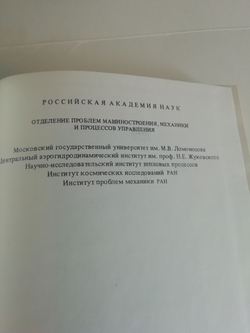 РОССИЙСКАЯ АКАДЕМИЯ НАУК
ОТДЕЛЕНИЕ ПРОБЛЕМ МАШИНОСТРОЕНИЯ, МЕХАНИКИ
И ПРОЦЕССОВ УПРАВЛЕНИЯ
Московский государственный университет им. М.В. Ломоносова
Центральный аэрогидродинамический институт им. проф. Н.Е. Жуковского
Научно-исследовательский институт тепловых процессов
Институт космических исследований РАН
Институт проблем механики РАН